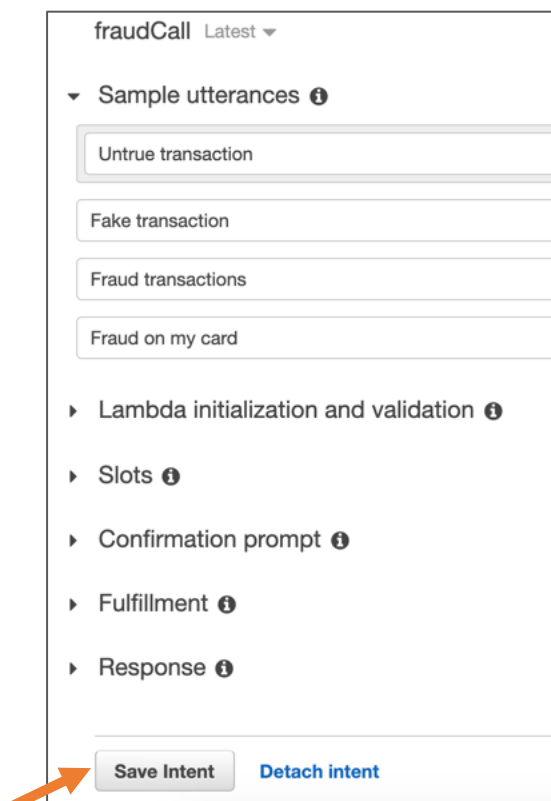 fraudCall Latest
Sample utterances
Untrue transaction
Fake transaction
Fraud transactions
Fraud on my card
Lambda initialization and validation
Slots
Confirmation prompt
Fulfillment
Response
Save Intent Detach intent